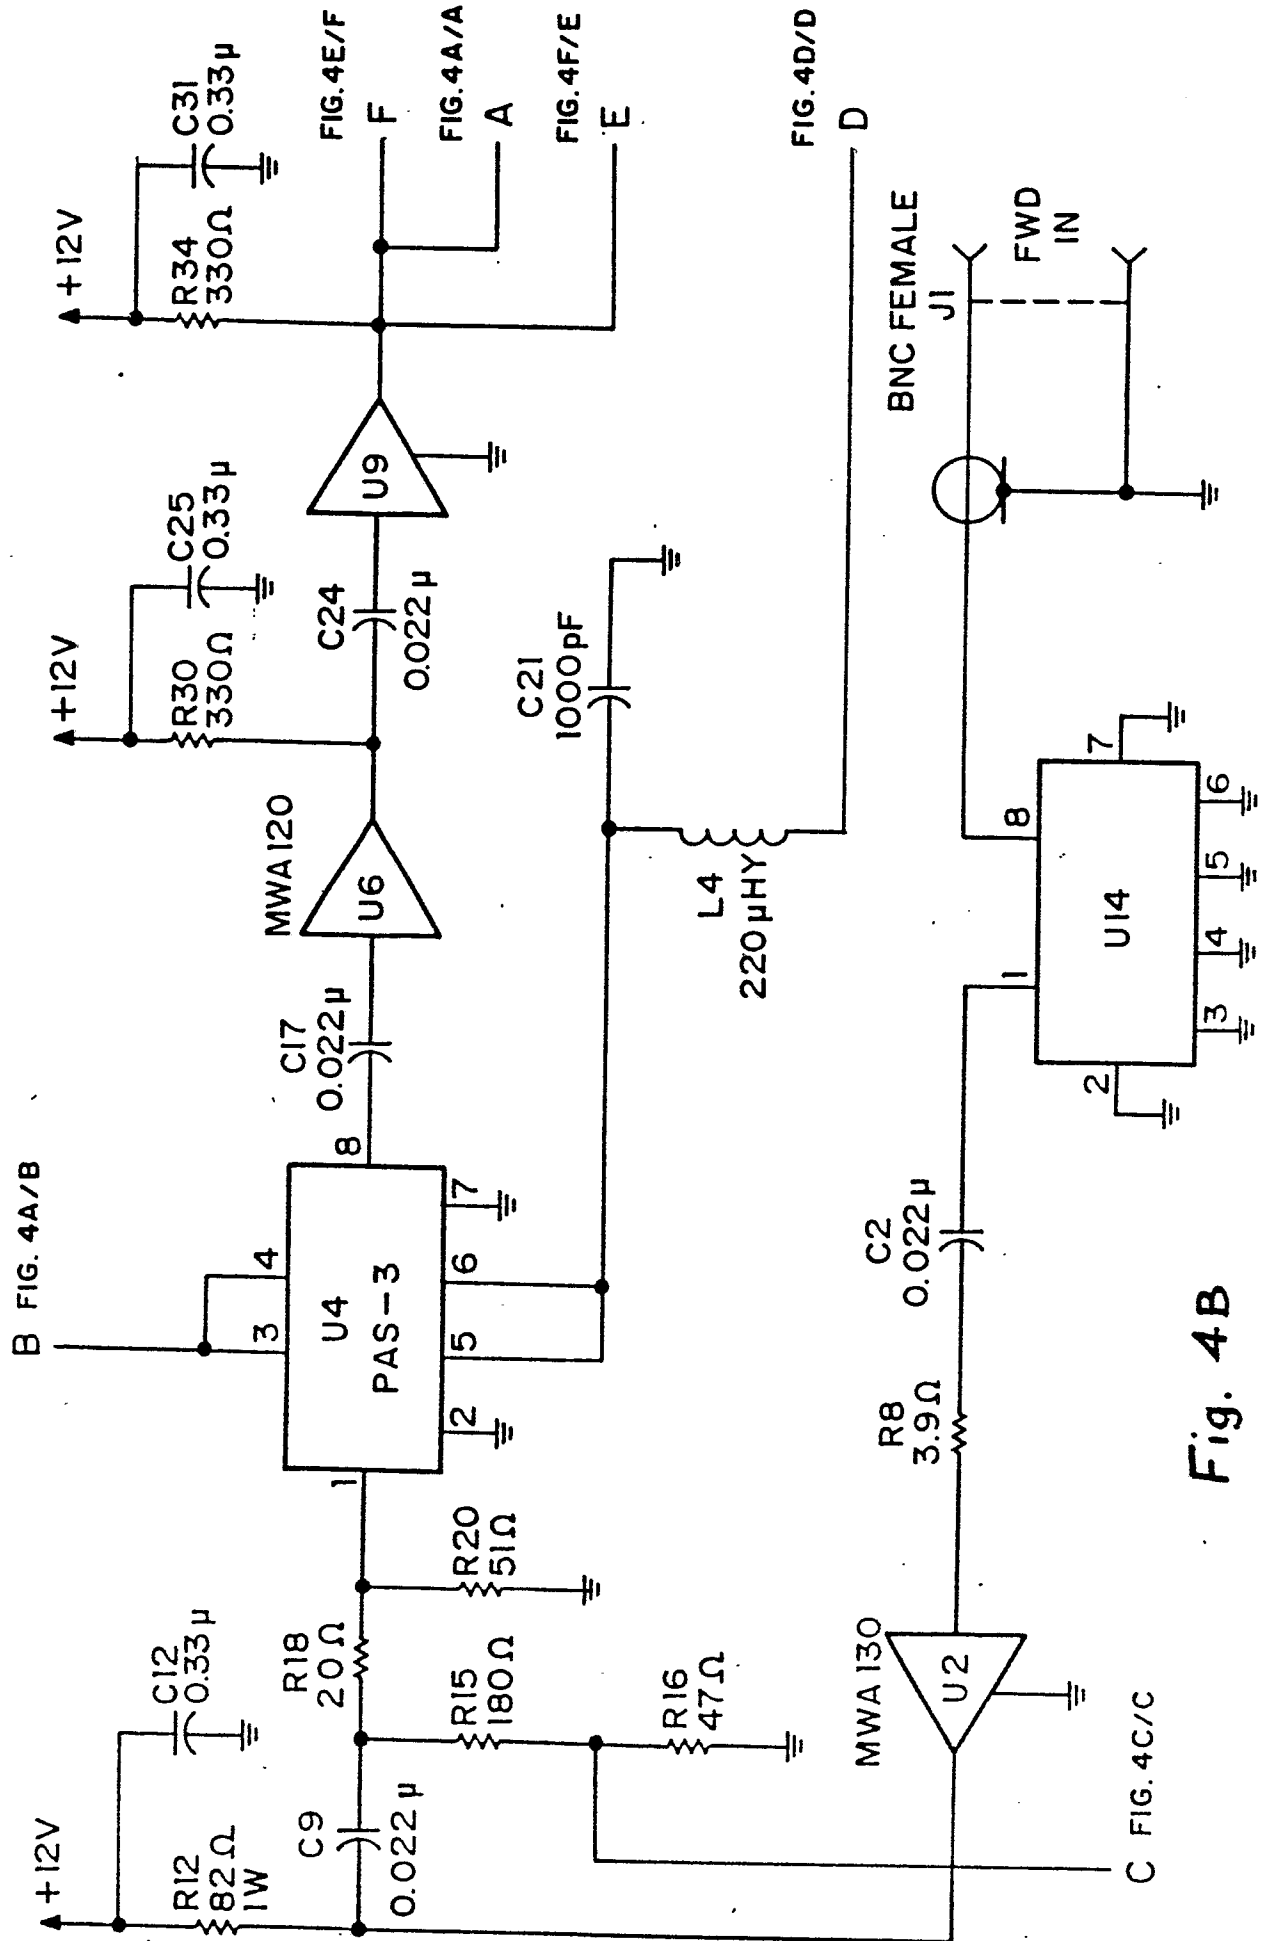 B FIG. 4A/B
+12V
R12
82Ω
1W
C12
0.33µ
C9
0.022µ
R18
20Ω
R15
180Ω
R16
47Ω
R20
51Ω
C FIG. 4C/C
1
2
3
4
5
6
7
8
U4
PAS-3
C17
0.022µ
MWA120
U6
+12V
R30
330Ω
C25
0.33µ
C24
0.022µ
U9
+12V
R34
330Ω
C31
0.33µ
FIG. 4E/F
F
FIG. 4A/A
A
FIG. 4F/E
E
C21
1000pF
L4
220µHY
FIG. 4D/D
D
MWA130
U2
R8
3.9Ω
C2
0.022µ
1
2
3
4
5
6
7
8
U14
BNC FEMALE
J1
FWD
IN
Fig. 4B